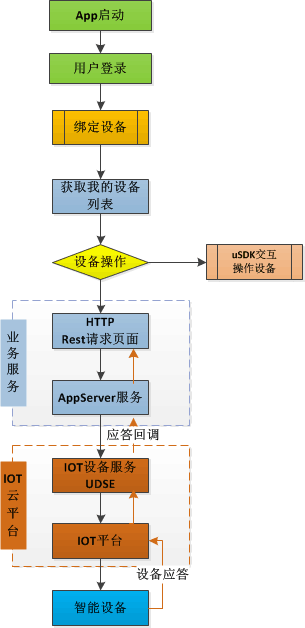 App启动
用户登录
绑定设备
获取我的设备
列表
设备操作
uSDK交互
操作设备
业
务
服
务
HTTP
Rest请求页面
AppServer服务
应答回调
IOT
云
平
台
IOT设备服务
UDSE
IOT平台
设备应答
智能设备